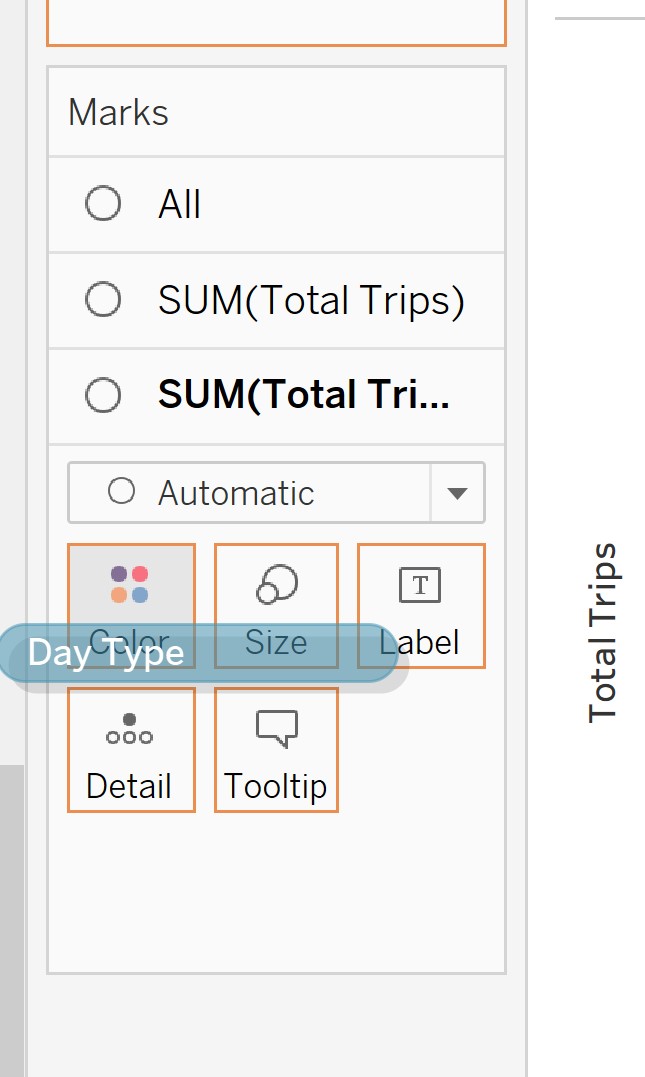 Marks
All
SUM(Total Trips)
SUM(Total Tri...
Automatic
Color Size Label
Day Type
Detail Tooltip
Total Trips